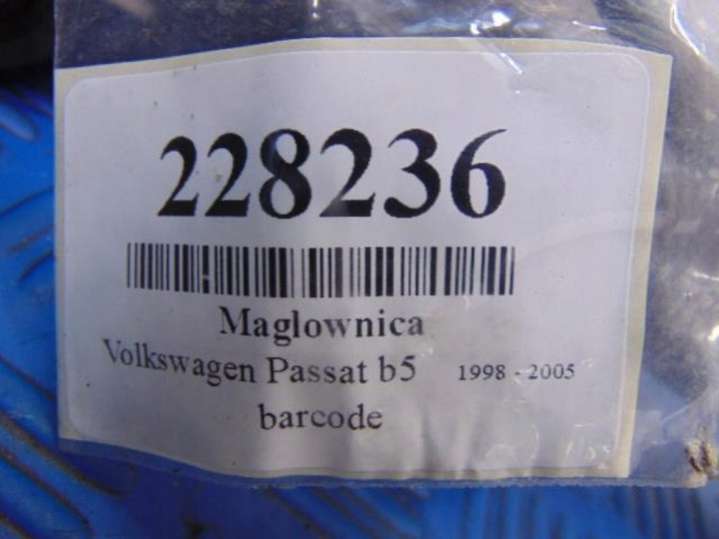 228236
Maglownica
Volkswagen Passat b5 1998 - 2005
barcode